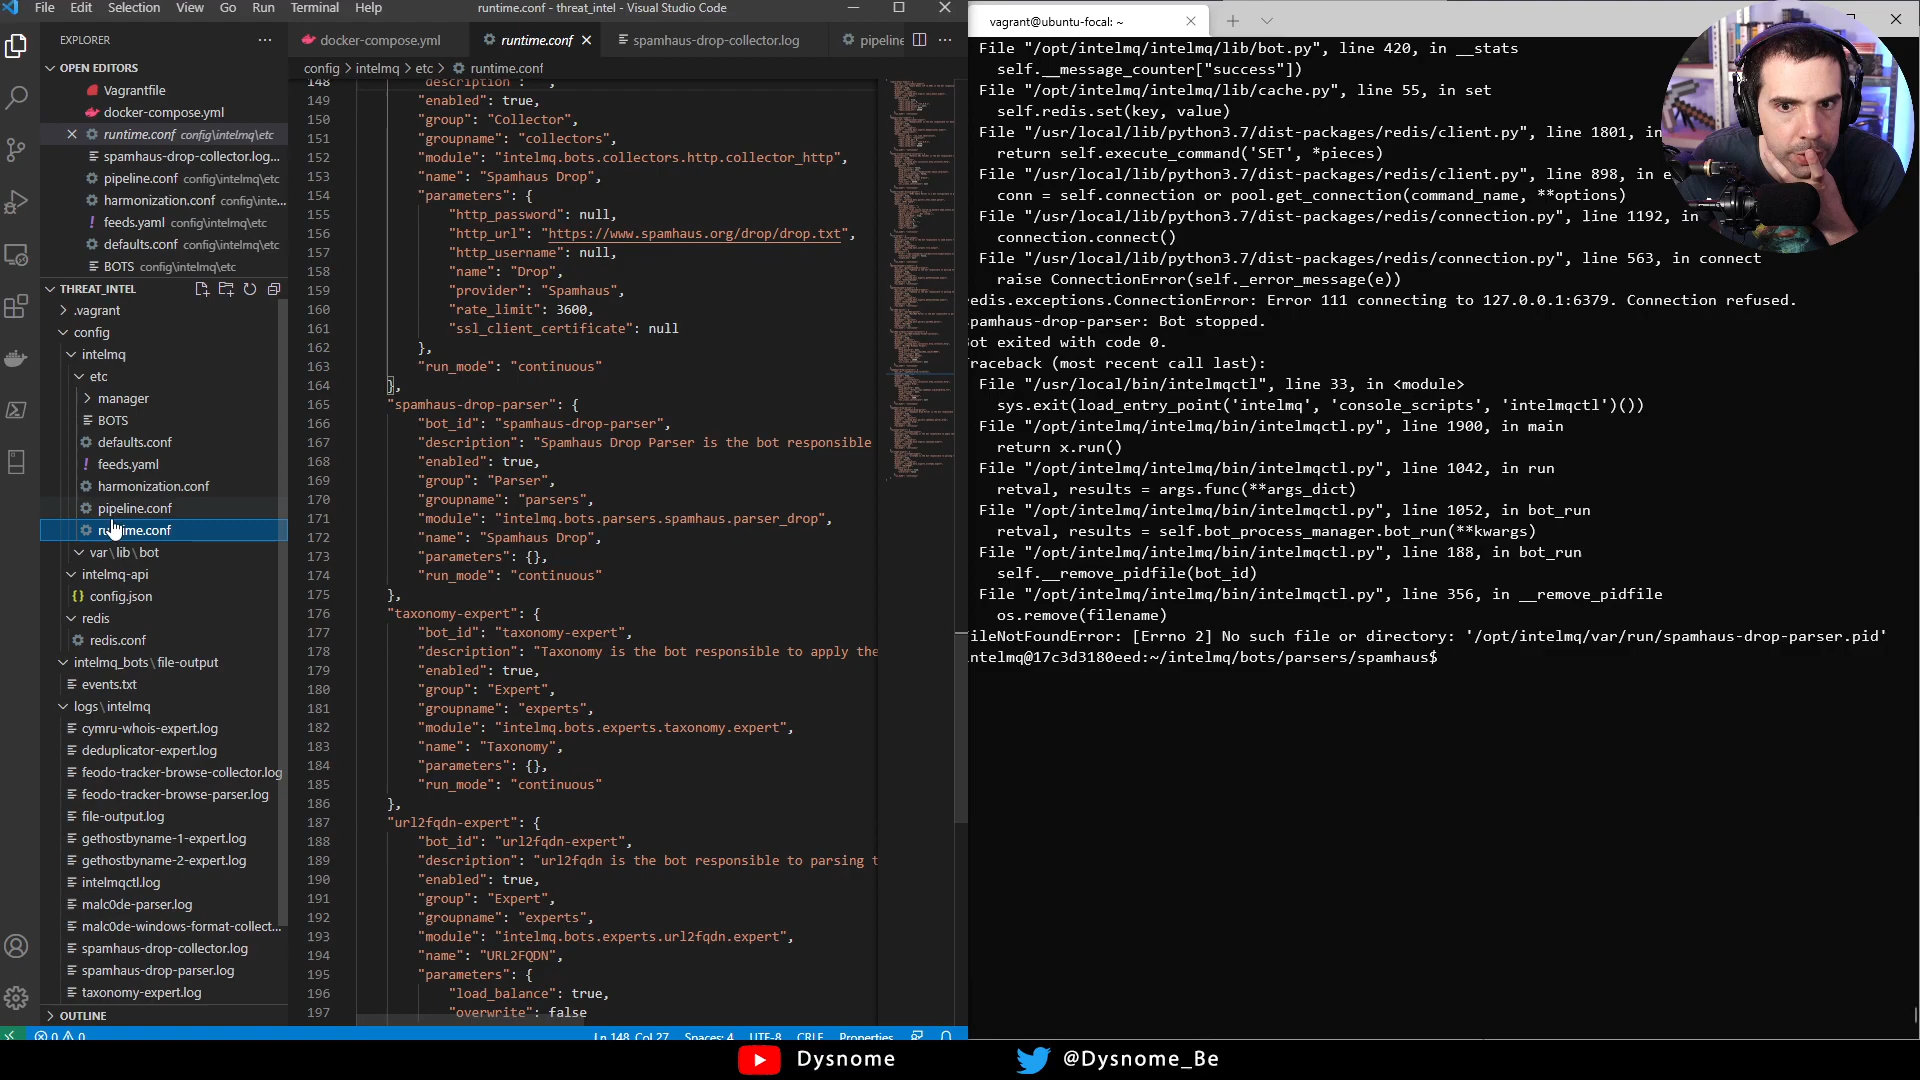 File Edit Selection View Go Run Terminal Help
runtime.conf - threat_intel - Visual Studio Code
EXPLORER
OPEN EDITORS
Vagrantfile
docker-compose.yml
runtime.conf config\intelmq\etc
spamhaus-drop-collector.log...
pipeline.conf config\intelmq\etc
harmonization.conf config\inte...
feeds.yaml config\intelmq\etc
defaults.conf config\intelmq\etc
BOTS config\intelmq\etc
THREAT_INTEL
.vagrant
config
intelmq
etc
manager
BOTS
defaults.conf
feeds.yaml
harmonization.conf
pipeline.conf
runtime.conf
var\lib\bot
intelmq-api
config.json
redis
redis.conf
intelmq_bots\file-output
events.txt
logs\intelmq
cymru-whois-expert.log
deduplicator-expert.log
feodo-tracker-browse-collector.log
feodo-tracker-browse-parser.log
file-output.log
gethostbyname-1-expert.log
gethostbyname-2-expert.log
intelmqctl.log
malc0de-parser.log
malc0de-windows-format-collect...
spamhaus-drop-collector.log
spamhaus-drop-parser.log
taxonomy-expert.log
OUTLINE
docker-compose.yml runtime.conf spamhaus-drop-collector.log pipeline
config > intelmq > etc > runtime.conf
148 "description": "",
149 "enabled": true,
150 "group": "Collector",
151 "groupname": "collectors",
152 "module": "intelmq.bots.collectors.http.collector_http",
153 "name": "Spamhaus Drop",
154 "parameters": {
155 "http_password": null,
156 "http_url": "https://www.spamhaus.org/drop/drop.txt",
157 "http_username": null,
158 "name": "Drop",
159 "provider": "Spamhaus",
160 "rate_limit": 3600,
161 "ssl_client_certificate": null
162 },
163 "run_mode": "continuous"
164 },
165 "spamhaus-drop-parser": {
166 "bot_id": "spamhaus-drop-parser",
167 "description": "Spamhaus Drop Parser is the bot responsible
168 "enabled": true,
169 "group": "Parser",
170 "groupname": "parsers",
171 "module": "intelmq.bots.parsers.spamhaus.parser_drop",
172 "name": "Spamhaus Drop",
173 "parameters": {},
174 "run_mode": "continuous"
175 },
176 "taxonomy-expert": {
177 "bot_id": "taxonomy-expert",
178 "description": "Taxonomy is the bot responsible to apply the
179 "enabled": true,
180 "group": "Expert",
181 "groupname": "experts",
182 "module": "intelmq.bots.experts.taxonomy.expert",
183 "name": "Taxonomy",
184 "parameters": {},
185 "run_mode": "continuous"
186 },
187 "url2fqdn-expert": {
188 "bot_id": "url2fqdn-expert",
189 "description": "url2fqdn is the bot responsible to parsing t
190 "enabled": true,
191 "group": "Expert",
192 "groupname": "experts",
193 "module": "intelmq.bots.experts.url2fqdn.expert",
194 "name": "URL2FQDN",
195 "parameters": {
196 "load_balance": true,
197 "overwrite": false
0 0 Ln 148, Col 27 Spaces: 4 UTF-8 CRLF Properties
vagrant@ubuntu-focal: ~
File "/opt/intelmq/intelmq/lib/bot.py", line 420, in __stats
self.__message_counter["success"])
File "/opt/intelmq/intelmq/lib/cache.py", line 55, in set
self.redis.set(key, value)
File "/usr/local/lib/python3.7/dist-packages/redis/client.py", line 1801, in
return self.execute_command('SET', *pieces)
File "/usr/local/lib/python3.7/dist-packages/redis/client.py", line 898, in e
conn = self.connection or pool.get_connection(command_name, **options)
File "/usr/local/lib/python3.7/dist-packages/redis/connection.py", line 1192, in
connection.connect()
File "/usr/local/lib/python3.7/dist-packages/redis/connection.py", line 563, in connect
raise ConnectionError(self._error_message(e))
edis.exceptions.ConnectionError: Error 111 connecting to 127.0.0.1:6379. Connection refused.
pamhaus-drop-parser: Bot stopped.
ot exited with code 0.
raceback (most recent call last):
File "/usr/local/bin/intelmqctl", line 33, in <module>
sys.exit(load_entry_point('intelmq', 'console_scripts', 'intelmqctl')())
File "/opt/intelmq/intelmq/bin/intelmqctl.py", line 1900, in main
return x.run()
File "/opt/intelmq/intelmq/bin/intelmqctl.py", line 1042, in run
retval, results = args.func(**args_dict)
File "/opt/intelmq/intelmq/bin/intelmqctl.py", line 1052, in bot_run
retval, results = self.bot_process_manager.bot_run(**kwargs)
File "/opt/intelmq/intelmq/bin/intelmqctl.py", line 188, in bot_run
self.__remove_pidfile(bot_id)
File "/opt/intelmq/intelmq/bin/intelmqctl.py", line 356, in __remove_pidfile
os.remove(filename)
ileNotFoundError: [Errno 2] No such file or directory: '/opt/intelmq/var/run/spamhaus-drop-parser.pid'
ntelmq@17c3d3180eed:~/intelmq/bots/parsers/spamhaus$
Dysnome @Dysnome_Be